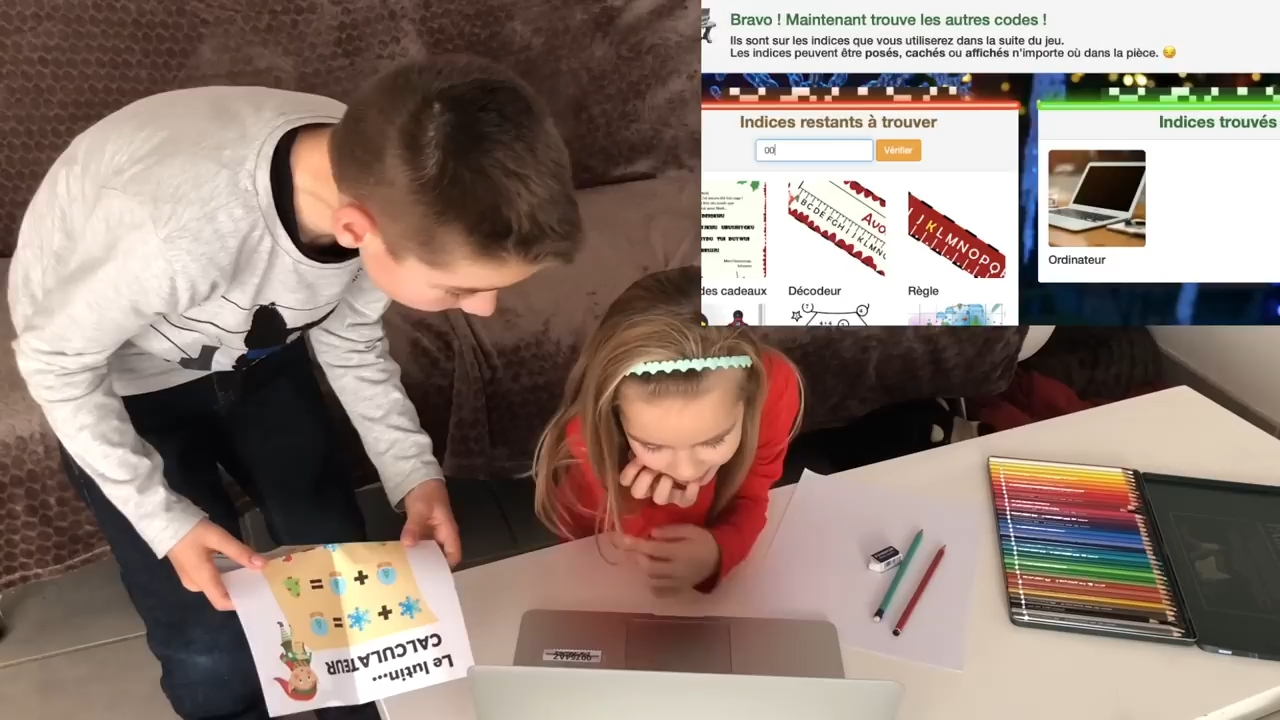 Bravo ! Maintenant trouve les autres codes !
Ils sont sur les indices que vous utiliserez dans la suite du jeu.
Les indices peuvent être posés, cachés ou affichés n'importe où dans la pièce.
Indices restants à trouver
00
Vérifier
des cadeaux
Avo
A B C D E F G H I J K L M N
Décodeur
J K L M N O P Q
Règle
Indices trouvés
Ordinateur
Le lutin...
CALCULATEUR